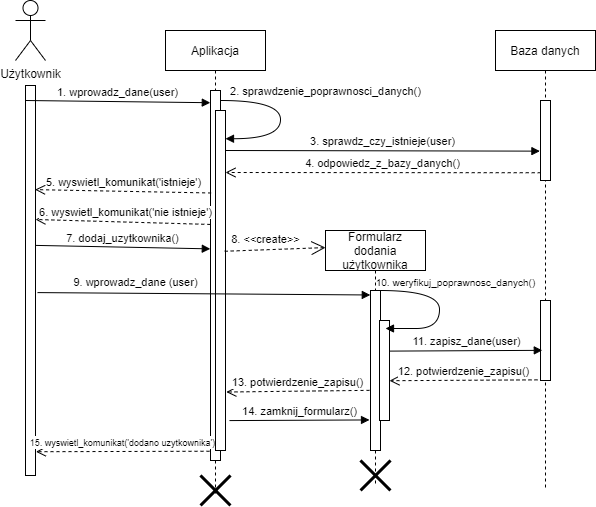 Użytkownik
Aplikacja
Baza danych
1. wprowadz_dane(user)
2. sprawdzenie_poprawnosci_danych()
3. sprawdz_czy_istnieje(user)
4. odpowiedz_z_bazy_danych()
5. wyswietl_komunikat('istnieje')
6. wyswietl_komunikat('nie istnieje')
7. dodaj_uzytkownika()
8. <<create>>
Formularz
dodania
użytkownika
9. wprowadz_dane (user)
10. weryfikuj_poprawnosc_danych()
11. zapisz_dane(user)
12. potwierdzenie_zapisu()
13. potwierdzenie_zapisu()
14. zamknij_formularz()
15. wyswietl_komunikat('dodano uzytkownika')